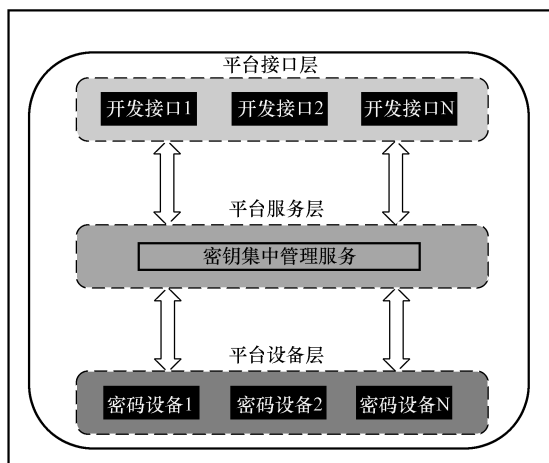 平台接口层
开发接口1 开发接口2 开发接口N
平台服务层
密钥集中管理服务
平台设备层
密码设备1 密码设备2 密码设备N